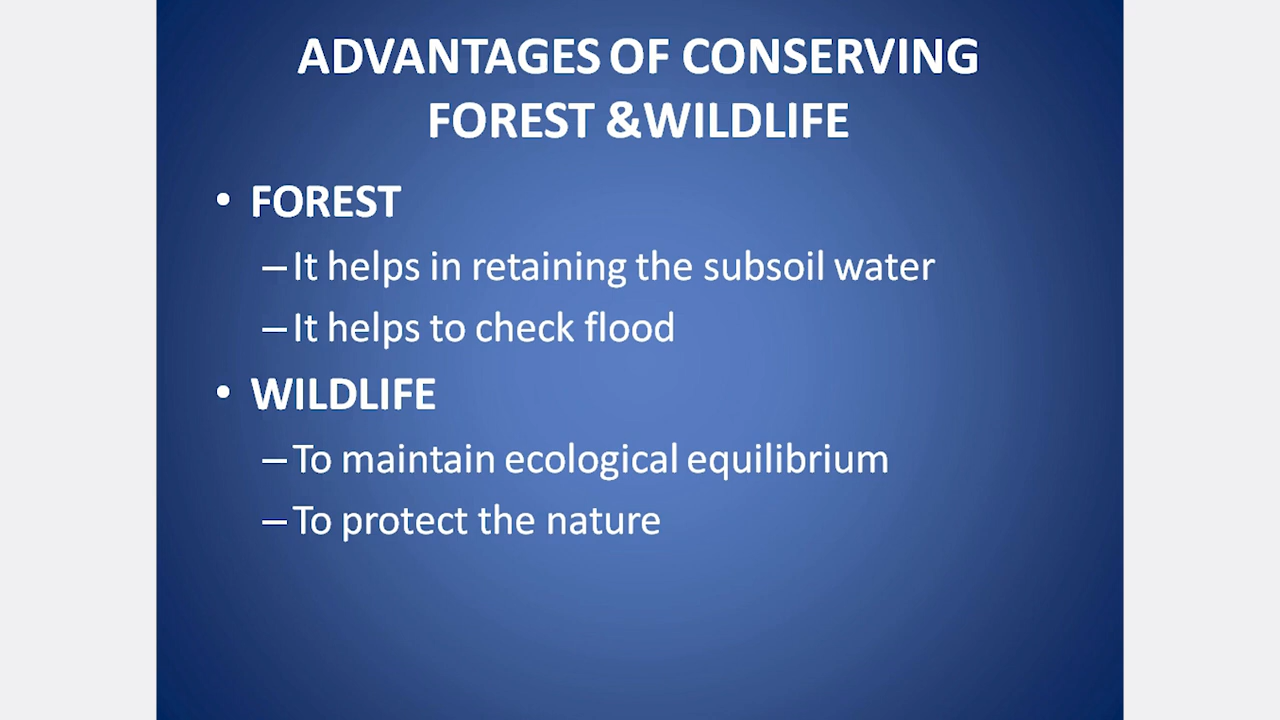 ADVANTAGES OF CONSERVING
FOREST &WILDLIFE
• FOREST
–It helps in retaining the subsoil water
–It helps to check flood
• WILDLIFE
–To maintain ecological equilibrium
–To protect the nature